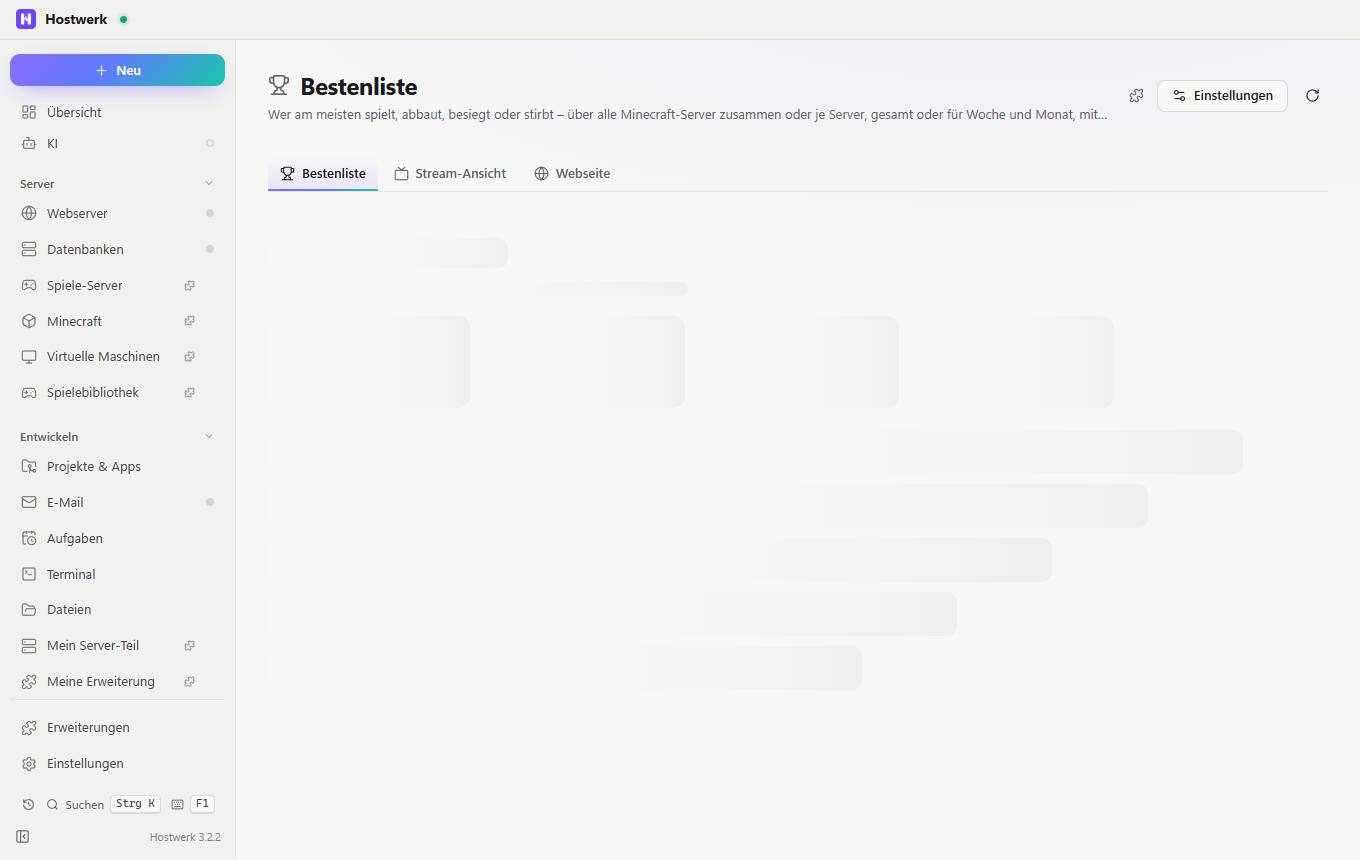 Hostwerk
Neu
Übersicht
KI
Server
Webserver
Datenbanken
Spiele-Server
Minecraft
Virtuelle Maschinen
Spielebibliothek
Entwickeln
Projekte & Apps
E-Mail
Aufgaben
Terminal
Dateien
Mein Server-Teil
Meine Erweiterung
Erweiterungen
Einstellungen
Suchen Strg K F1
Hostwerk 3.2.2
Bestenliste
Wer am meisten spielt, abbaut, besiegt oder stirbt – über alle Minecraft-Server zusammen oder je Server, gesamt oder für Woche und Monat, mit...
Einstellungen
Bestenliste Stream-Ansicht Webseite